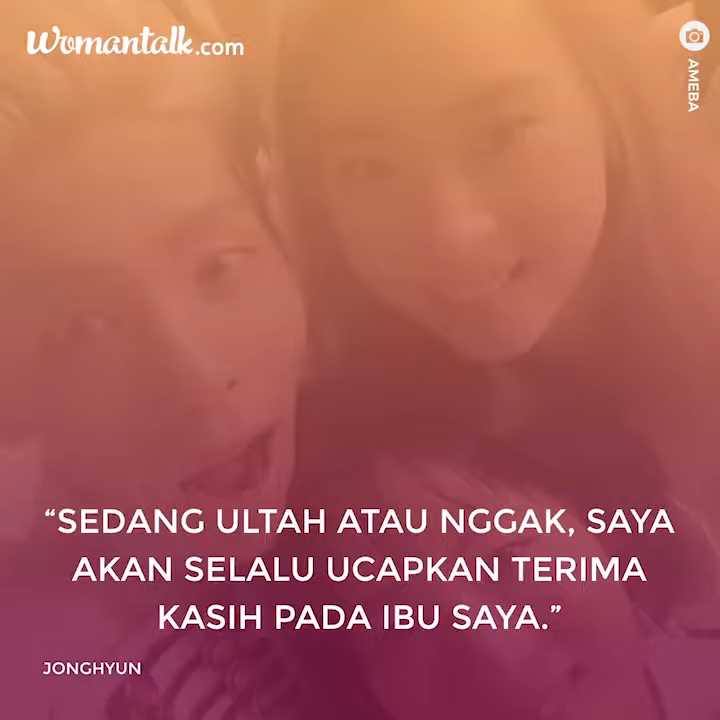 Womantalk.com
AMEBA
“SEDANG ULTAH ATAU NGGAK, SAYA
AKAN SELALU UCAPKAN TERIMA
KASIH PADA IBU SAYA.”
JONGHYUN